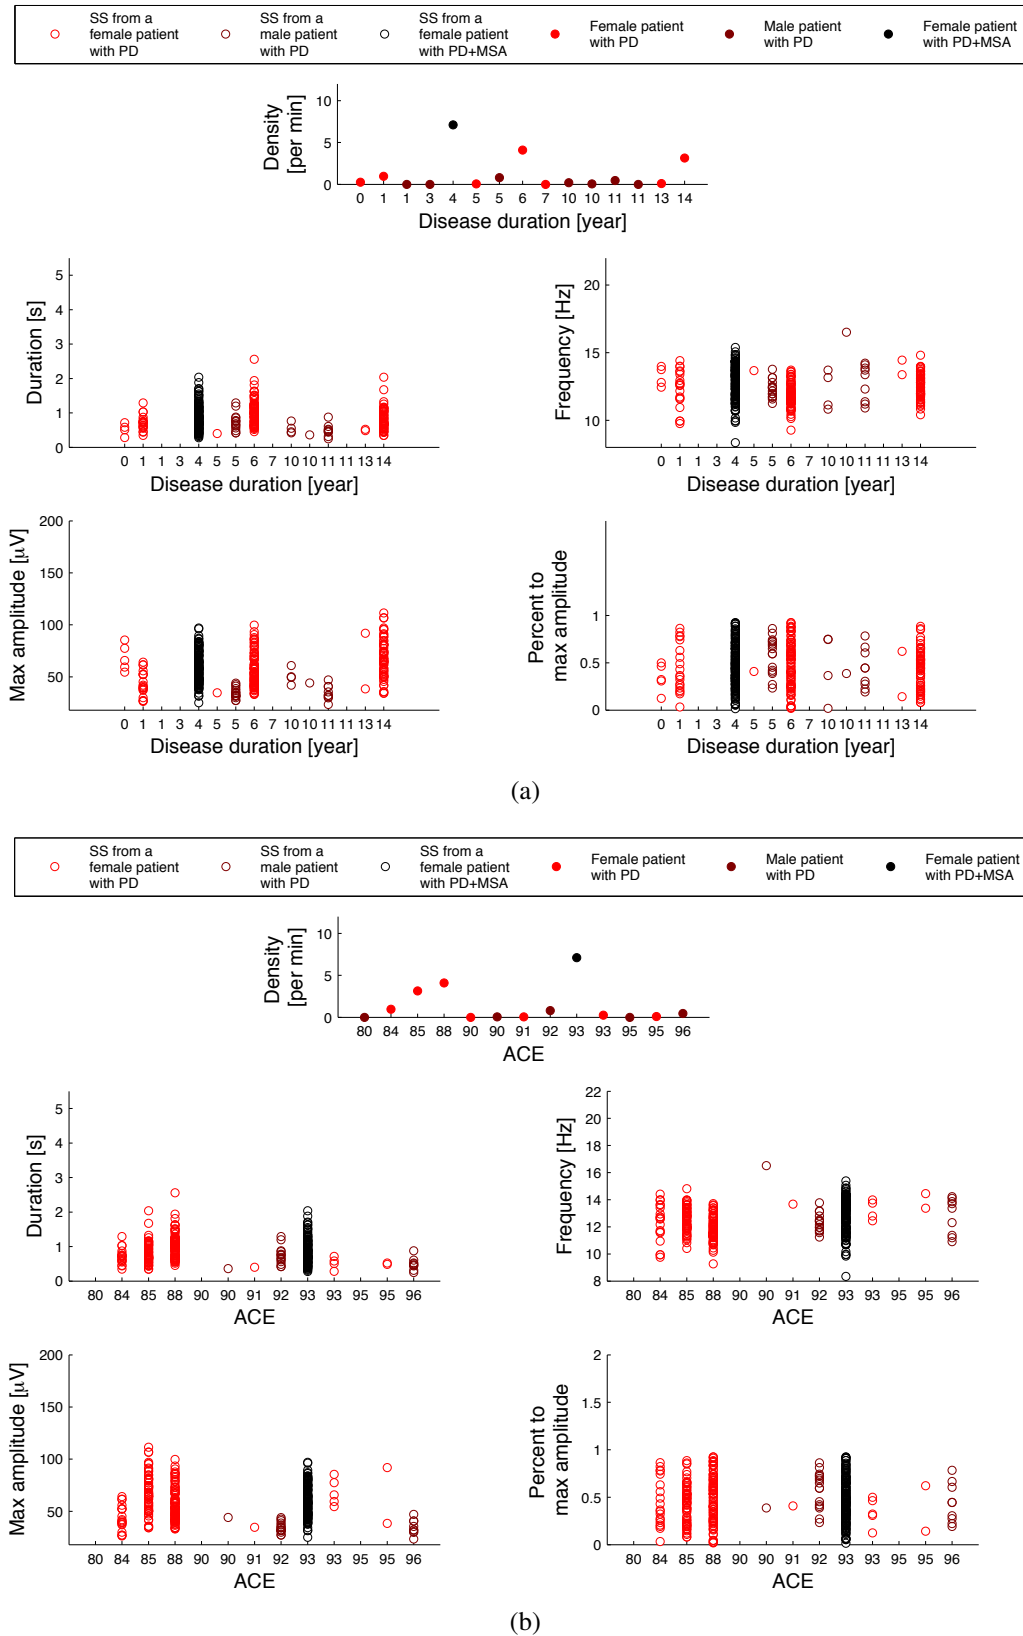 SS from a
female patient
with PD
SS from a
male patient
with PD
SS from a
female patient
with PD+MSA
Female patient
with PD
Male patient
with PD
Female patient
with PD+MSA
Density
[per min]
10
5
0
0 1 1 3 4 5 5 6 7 10 10 11 11 13 14
Disease duration [year]
Duration [s]
5
4
3
2
1
0
0 1 1 3 4 5 5 6 7 10 10 11 11 13 14
Disease duration [year]
Frequency [Hz]
20
15
10
0 1 1 3 4 5 5 6 7 10 10 11 11 13 14
Disease duration [year]
Max amplitude [µV]
200
150
100
50
0 1 1 3 4 5 5 6 7 10 10 11 11 13 14
Disease duration [year]
Percent to
max amplitude
1
0.5
0
0 1 1 3 4 5 5 6 7 10 10 11 11 13 14
Disease duration [year]
(a)
SS from a
female patient
with PD
SS from a
male patient
with PD
SS from a
female patient
with PD+MSA
Female patient
with PD
Male patient
with PD
Female patient
with PD+MSA
Density
[per min]
10
5
0
80 84 85 88 90 90 91 92 93 93 95 95 96
ACE
Duration [s]
5
4
3
2
1
0
80 84 85 88 90 90 91 92 93 93 95 95 96
ACE
Frequency [Hz]
22
20
18
16
14
12
10
8
80 84 85 88 90 90 91 92 93 93 95 95 96
ACE
Max amplitude [µV]
200
150
100
50
80 84 85 88 90 90 91 92 93 93 95 95 96
ACE
Percent to
max amplitude
2
1.5
1
0.5
0
80 84 85 88 90 90 91 92 93 93 95 95 96
ACE
(b)